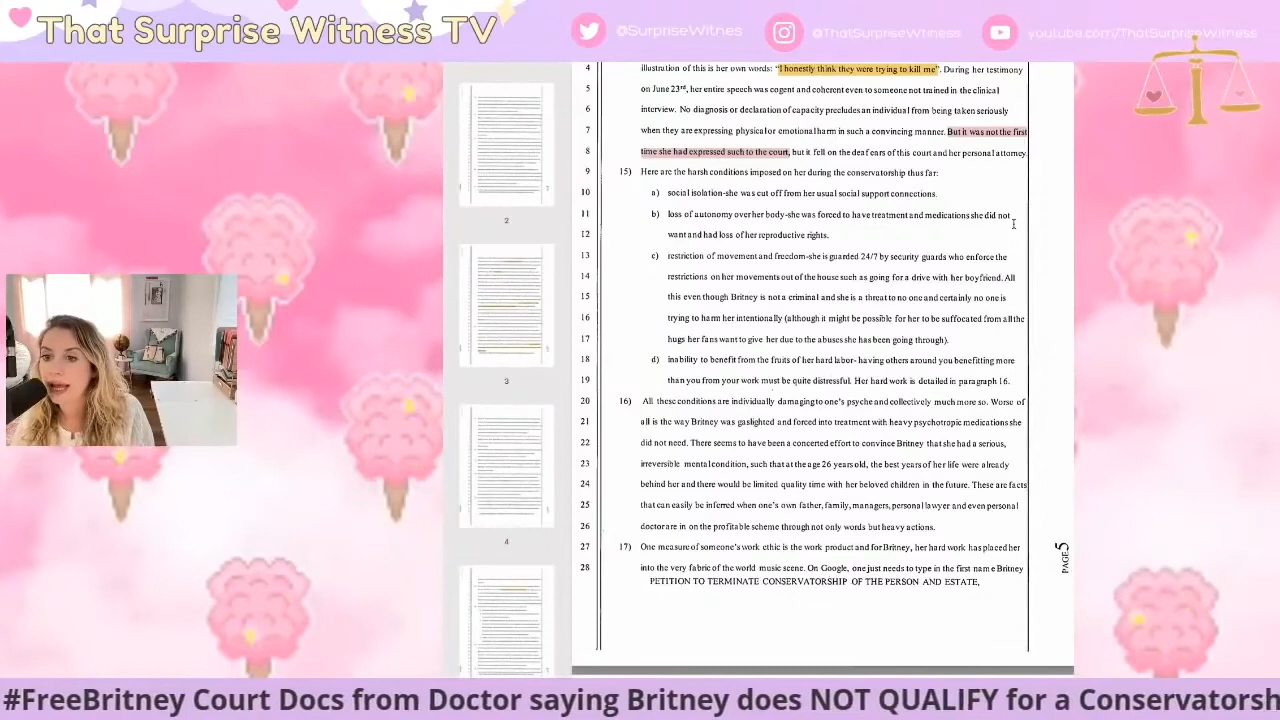 That Surprise Witness TV
@SurpriseWitnes
@ThatSurpriseWtiness
youtube.com/ThatSurpriseWitness
4 illustration of this is her own words: "I honestly think they were trying to kill me". During her testimony
5 on June 23rd, her entire speech was cogent and coherent even to someone not trained in the clinical
6 interview. No diagnosis or declaration of capacity precludes an individual from being taken seriously
7 when they are expressing physical or emotional harm in such a convincing manner. But it was not the first
8 time she had expressed such to the court, but it fell on the deaf ears of this court and her personal attorney.
9 15) Here are the harsh conditions imposed on her during the conservatorship thus far:
10 a) social isolation-she was cut off from her usual social support connections.
11 b) loss of autonomy over her body-she was forced to have treatment and medications she did not
12 want and had loss of her reproductive rights.
13 c) restriction of movement and freedom-she is guarded 24/7 by security guards who enforce the
14 restrictions on her movements out of the house such as going for a drive with her boyfriend. All
15 this even though Britney is not a criminal and she is a threat to no one and certainly no one is
16 trying to harm her intentionally (although it might be possible for her to be suffocated from all the
17 hugs her fans want to give her due to the abuses she has been going through).
18 d) inability to benefit from the fruits of her hard labor- having others around you benefitting more
19 than you from your work must be quite distressful. Her hard work is detailed in paragraph 16.
20 16) All these conditions are individually damaging to one's psyche and collectively much more so. Worse of
21 all is the way Britney was gaslighted and forced into treatment with heavy psychotropic medications she
22 did not need. There seems to have been a concerted effort to convince Britney that she had a serious,
23 irreversible mental condition such that at the age 26 years old, the best years of her life were already
24 behind her and there would be limited quality time with her beloved children in the future. These are facts
25 that can easily be inferred when one's own father, family, managers, personal lawyer and even personal
26 doctor are in on the profitable scheme through not only words but heavy actions.
27 17) One measure of someone's work ethic is the work product and for Britney, her hard work has placed her
28 into the very fabric of the world music scene. On Google, one just needs to type in the first name Britney
PETITION TO TERMINATE CONSERVATORSHIP OF THE PERSON AND ESTATE
PAGE 5
2
3
4
#FreeBritney Court Docs from Doctor saying Britney does NOT QUALIFY for a Conservatorsh